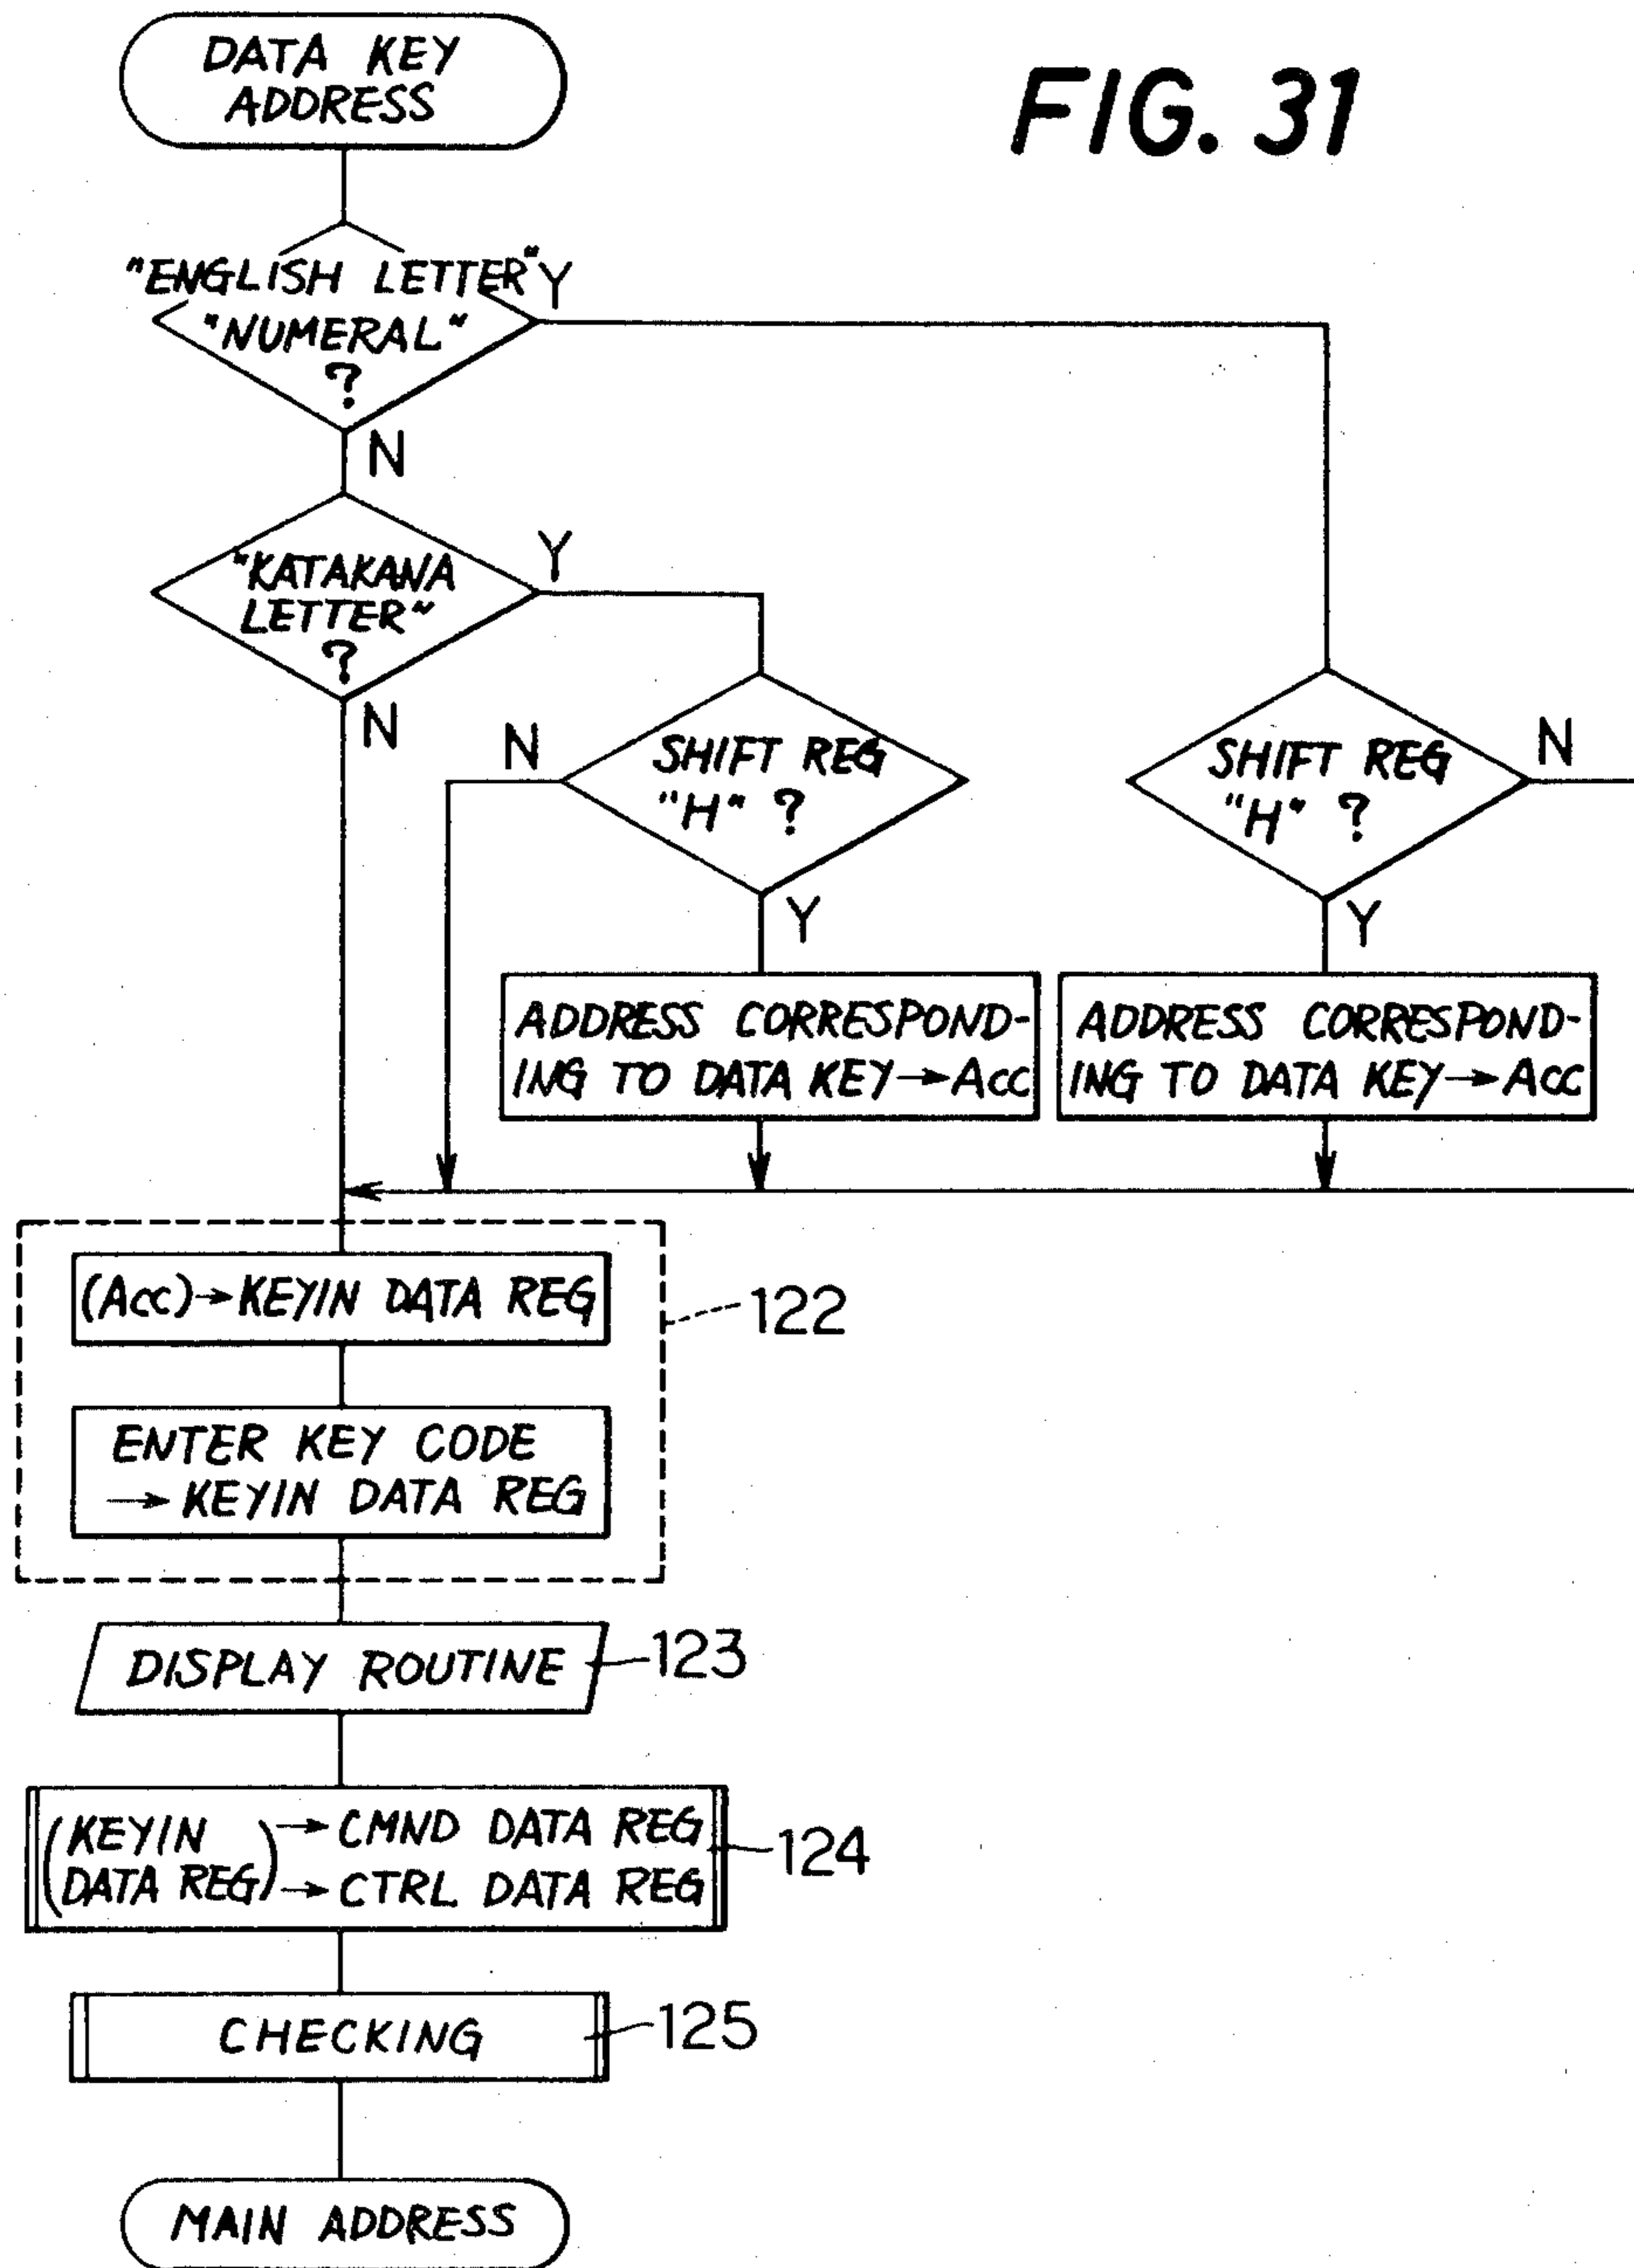 DATA KEY
ADDRESS
FIG. 31
"ENGLISH LETTER"
Y
"NUMERAL"
?
N
"KATAKANA
LETTER"
?
Y
N
SHIFT REG
"H" ?
N
Y
SHIFT REG
"H" ?
N
Y
ADDRESS CORRESPOND-
ING TO DATA KEY→Acc
ADDRESS CORRESPOND-
ING TO DATA KEY→Acc
(Acc)→KEYIN DATA REG
122
ENTER KEY CODE
→KEYIN DATA REG
DISPLAY ROUTINE
123
(KEYIN DATA REG) → CMND DATA REG
→ CTRL DATA REG
124
CHECKING
125
MAIN ADDRESS